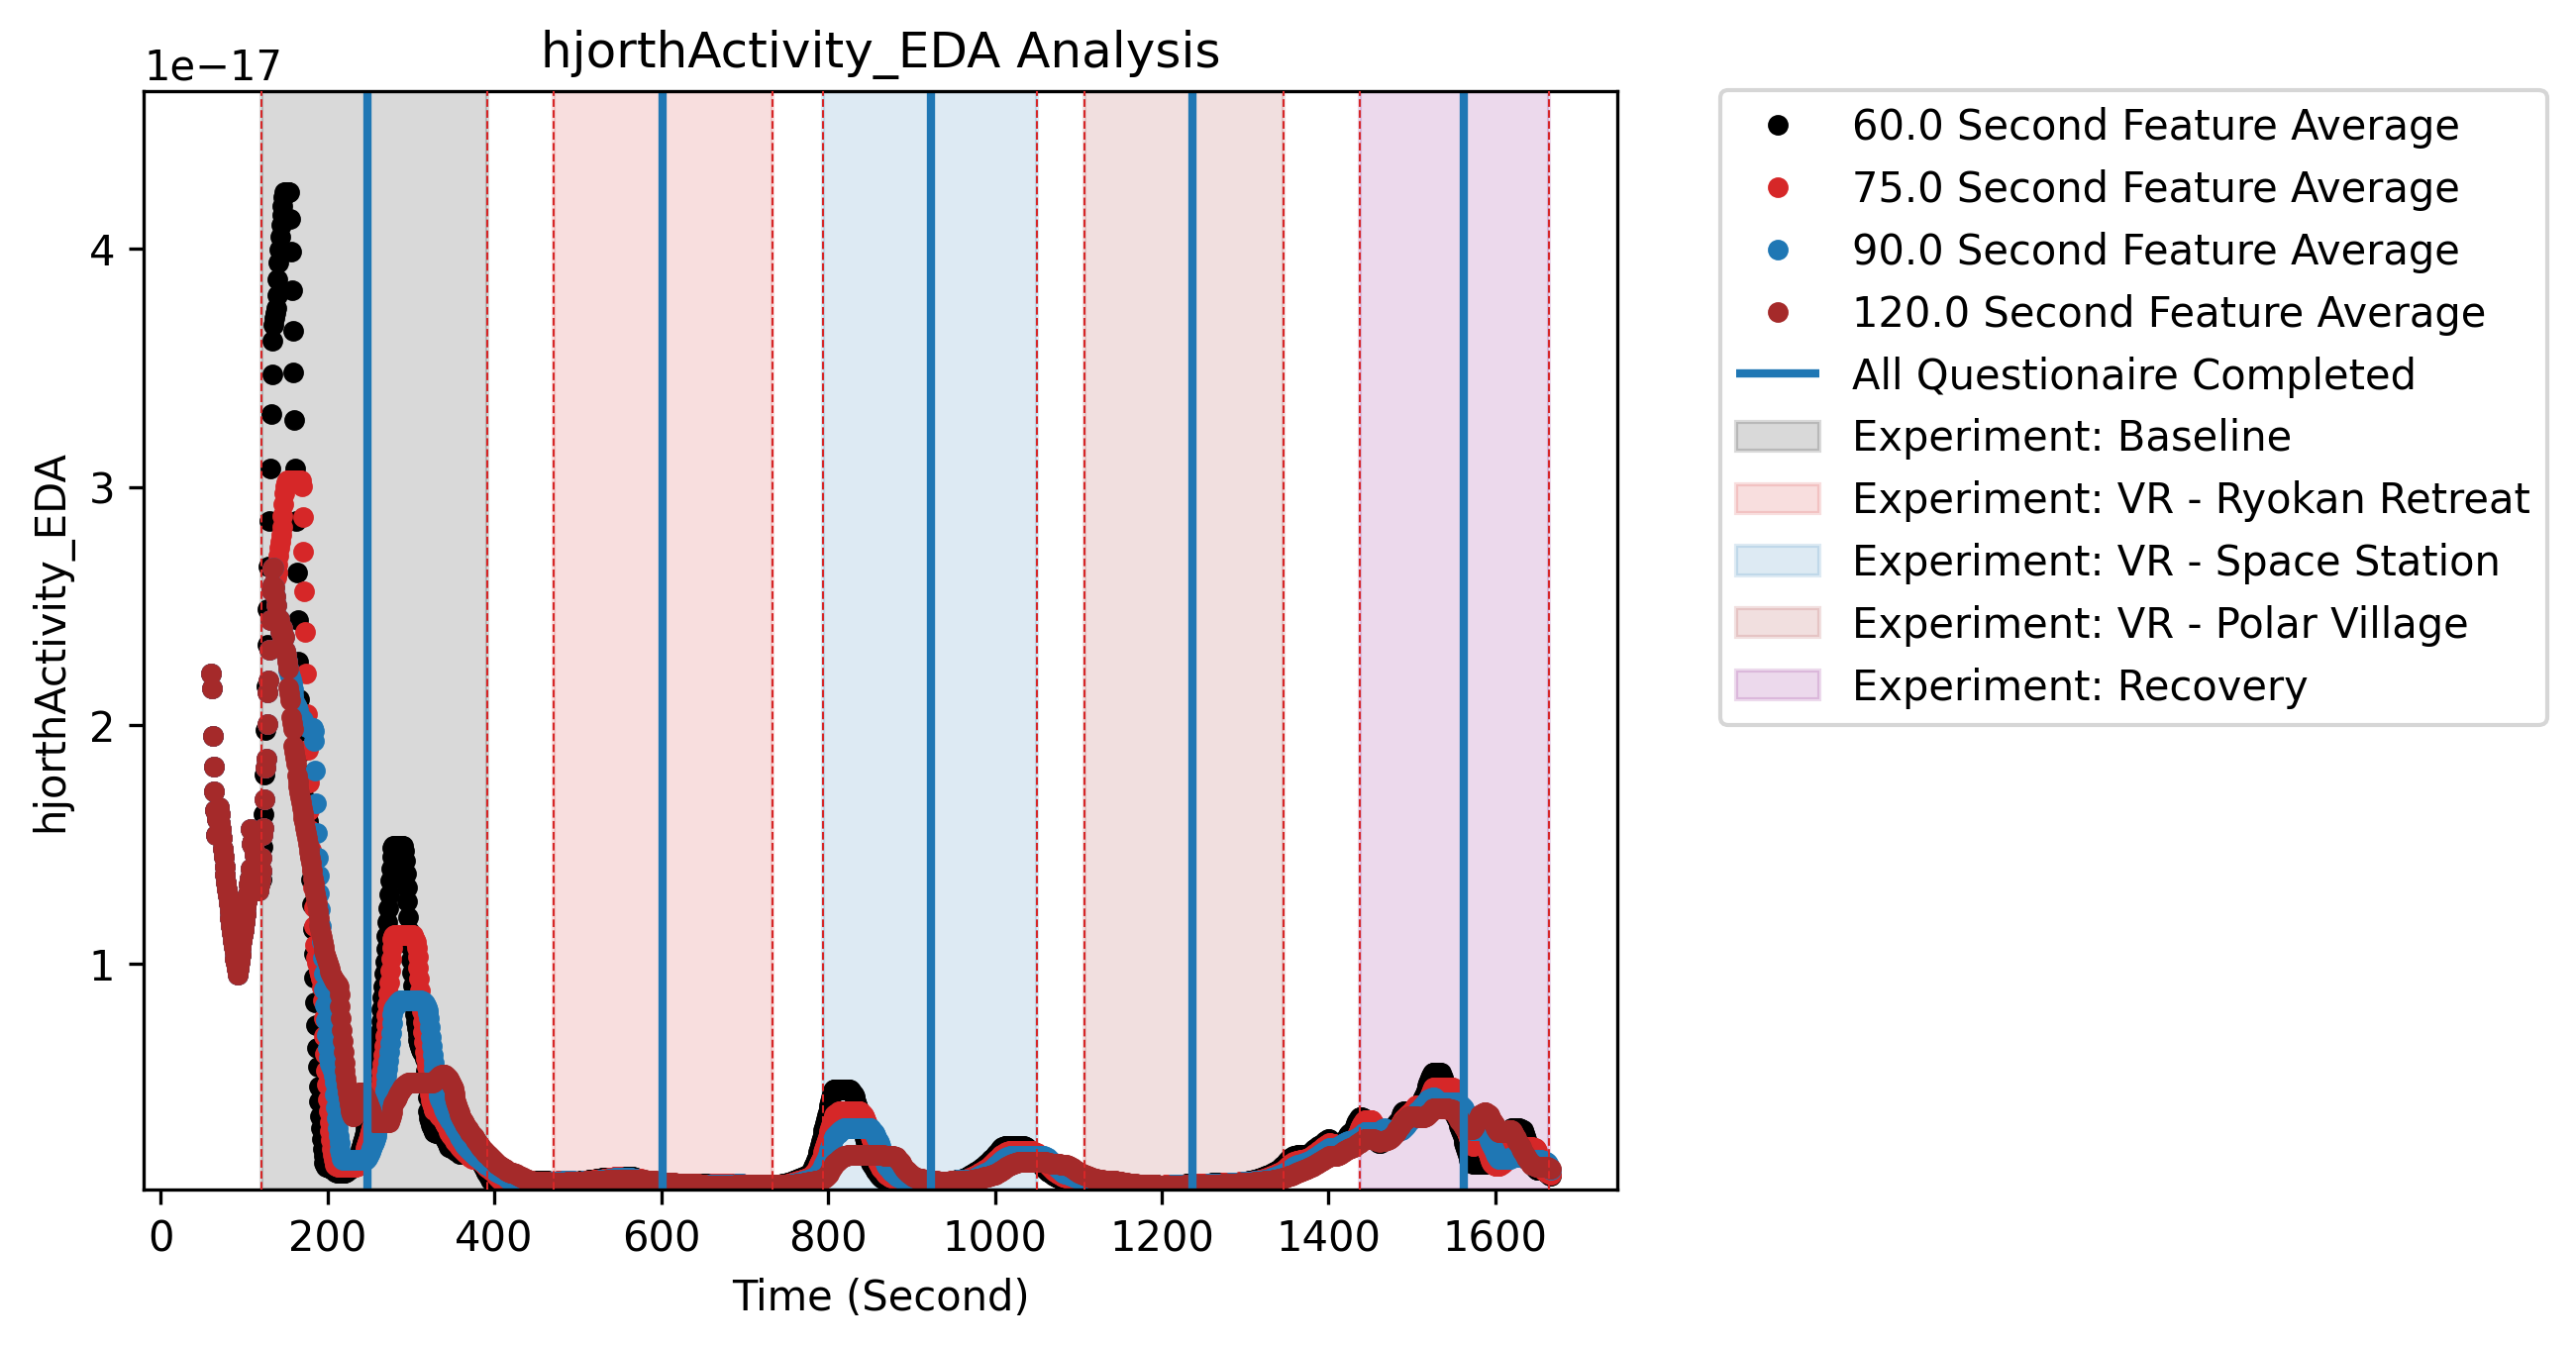 hjorthActivity_EDA Analysis
1e−17
4
3
2
1
hjorthActivity_EDA
0 200 400 600 800 1000 1200 1400 1600
Time (Second)
60.0 Second Feature Average
75.0 Second Feature Average
90.0 Second Feature Average
120.0 Second Feature Average
All Questionaire Completed
Experiment: Baseline
Experiment: VR - Ryokan Retreat
Experiment: VR - Space Station
Experiment: VR - Polar Village
Experiment: Recovery